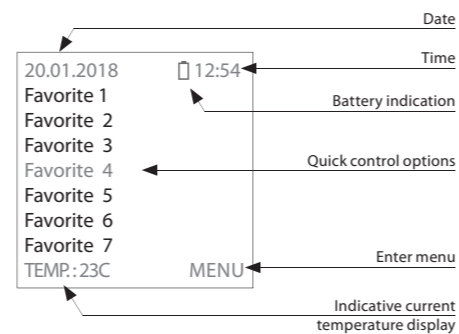 Date
Time
Battery indication
Quick control options
Enter menu
Indicative current
temperature display
20.01.2018 12:54
Favorite 1
Favorite 2
Favorite 3
Favorite 4
Favorite 5
Favorite 6
Favorite 7
TEMP.: 23C MENU